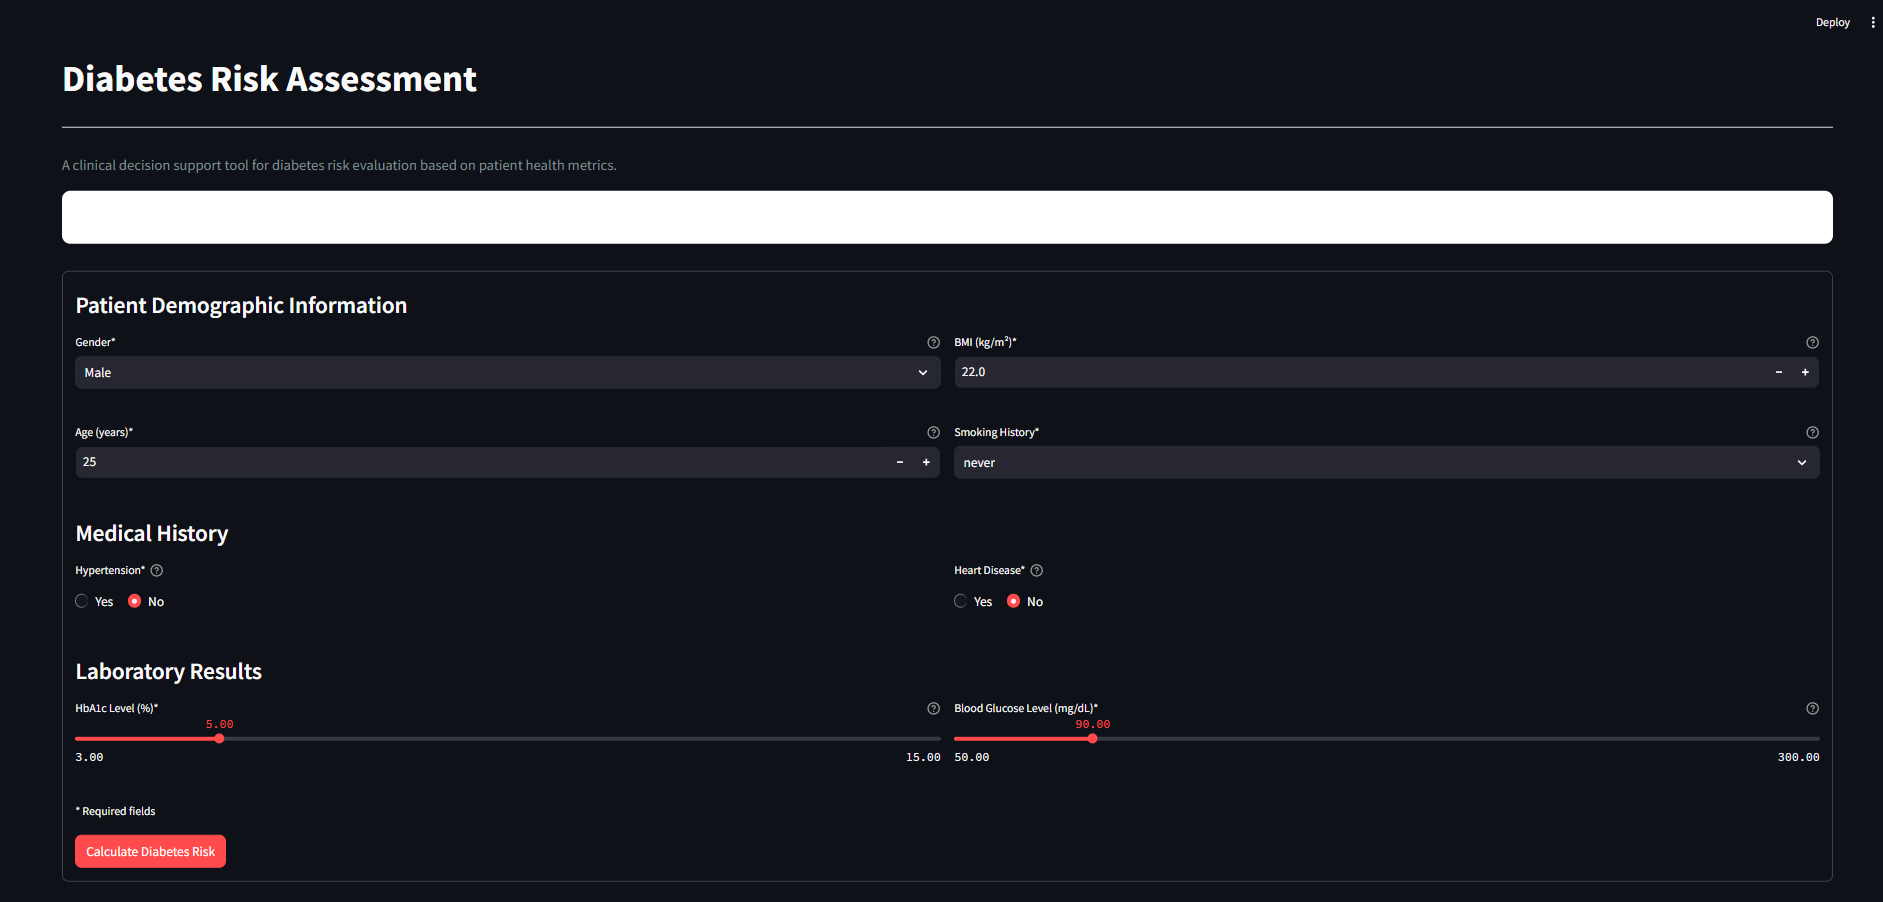 Deploy
Diabetes Risk Assessment
A clinical decision support tool for diabetes risk evaluation based on patient health metrics.
Patient Demographic Information
Gender* BMI (kg/m²)*
Male 22.0 - +
Age (years)* Smoking History*
25 - + never
Medical History
Hypertension* Heart Disease*
Yes No Yes No
Laboratory Results
HbA1c Level (%)* Blood Glucose Level (mg/dL)*
5.00 90.00
3.00 15.00 50.00 300.00
* Required fields
Calculate Diabetes Risk